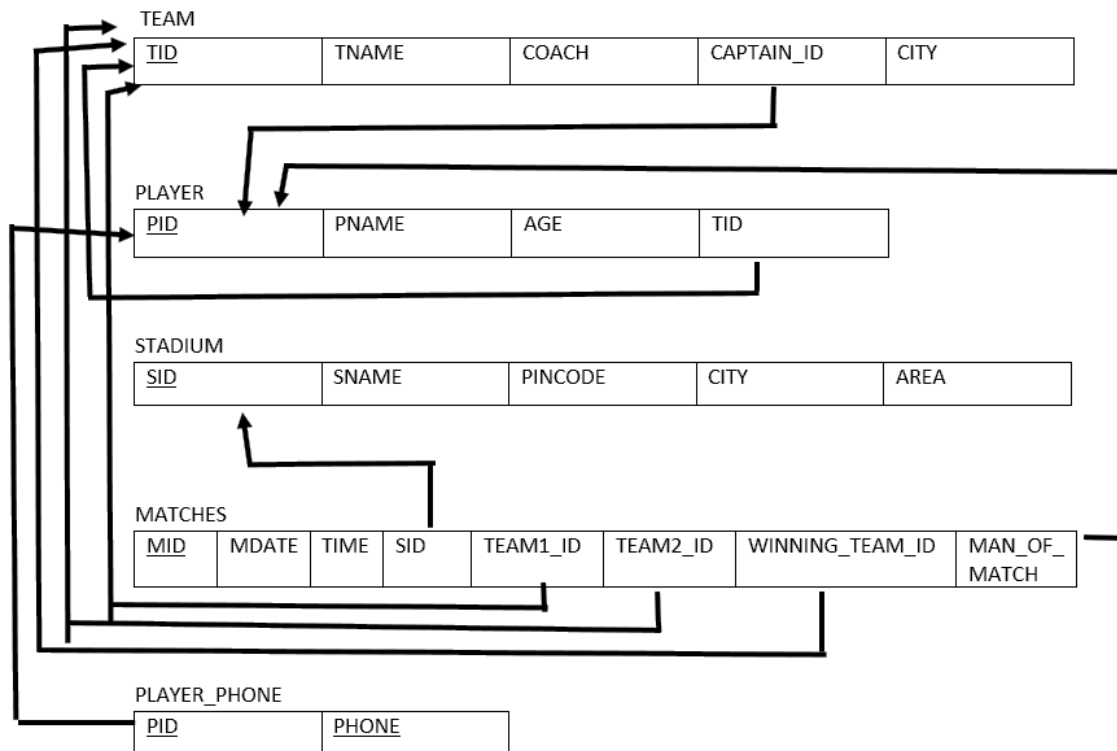 TEAM
TID TNAME COACH CAPTAIN_ID CITY
PLAYER
PID PNAME AGE TID
STADIUM
SID SNAME PINCODE CITY AREA
MATCHES
MID MDATE TIME SID TEAM1_ID TEAM2_ID WINNING_TEAM_ID MAN_OF_
MATCH
PLAYER_PHONE
PID PHONE